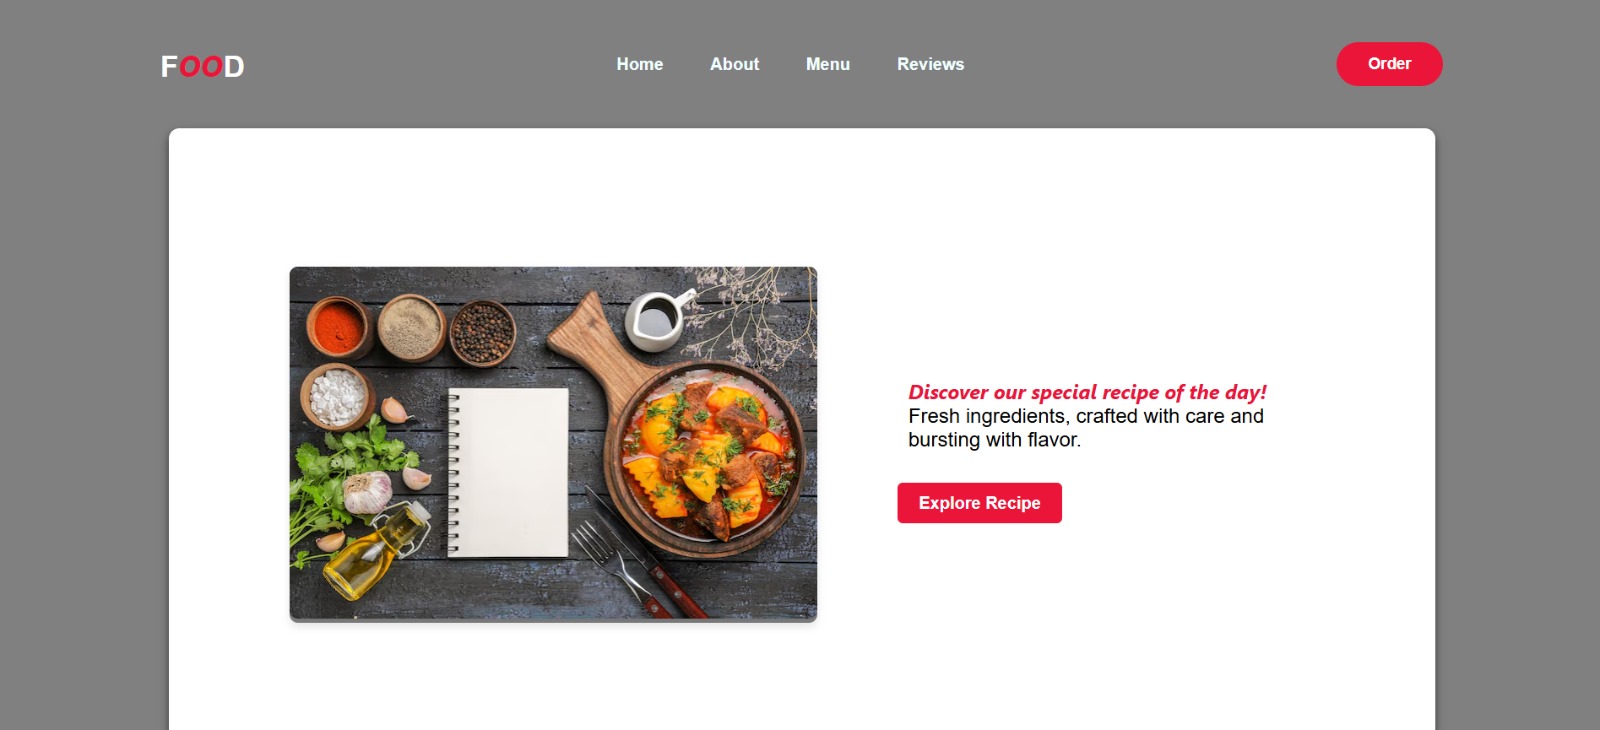 FOOD
Home About Menu Reviews
Order
Discover our special recipe of the day!
Fresh ingredients, crafted with care and
bursting with flavor.
Explore Recipe